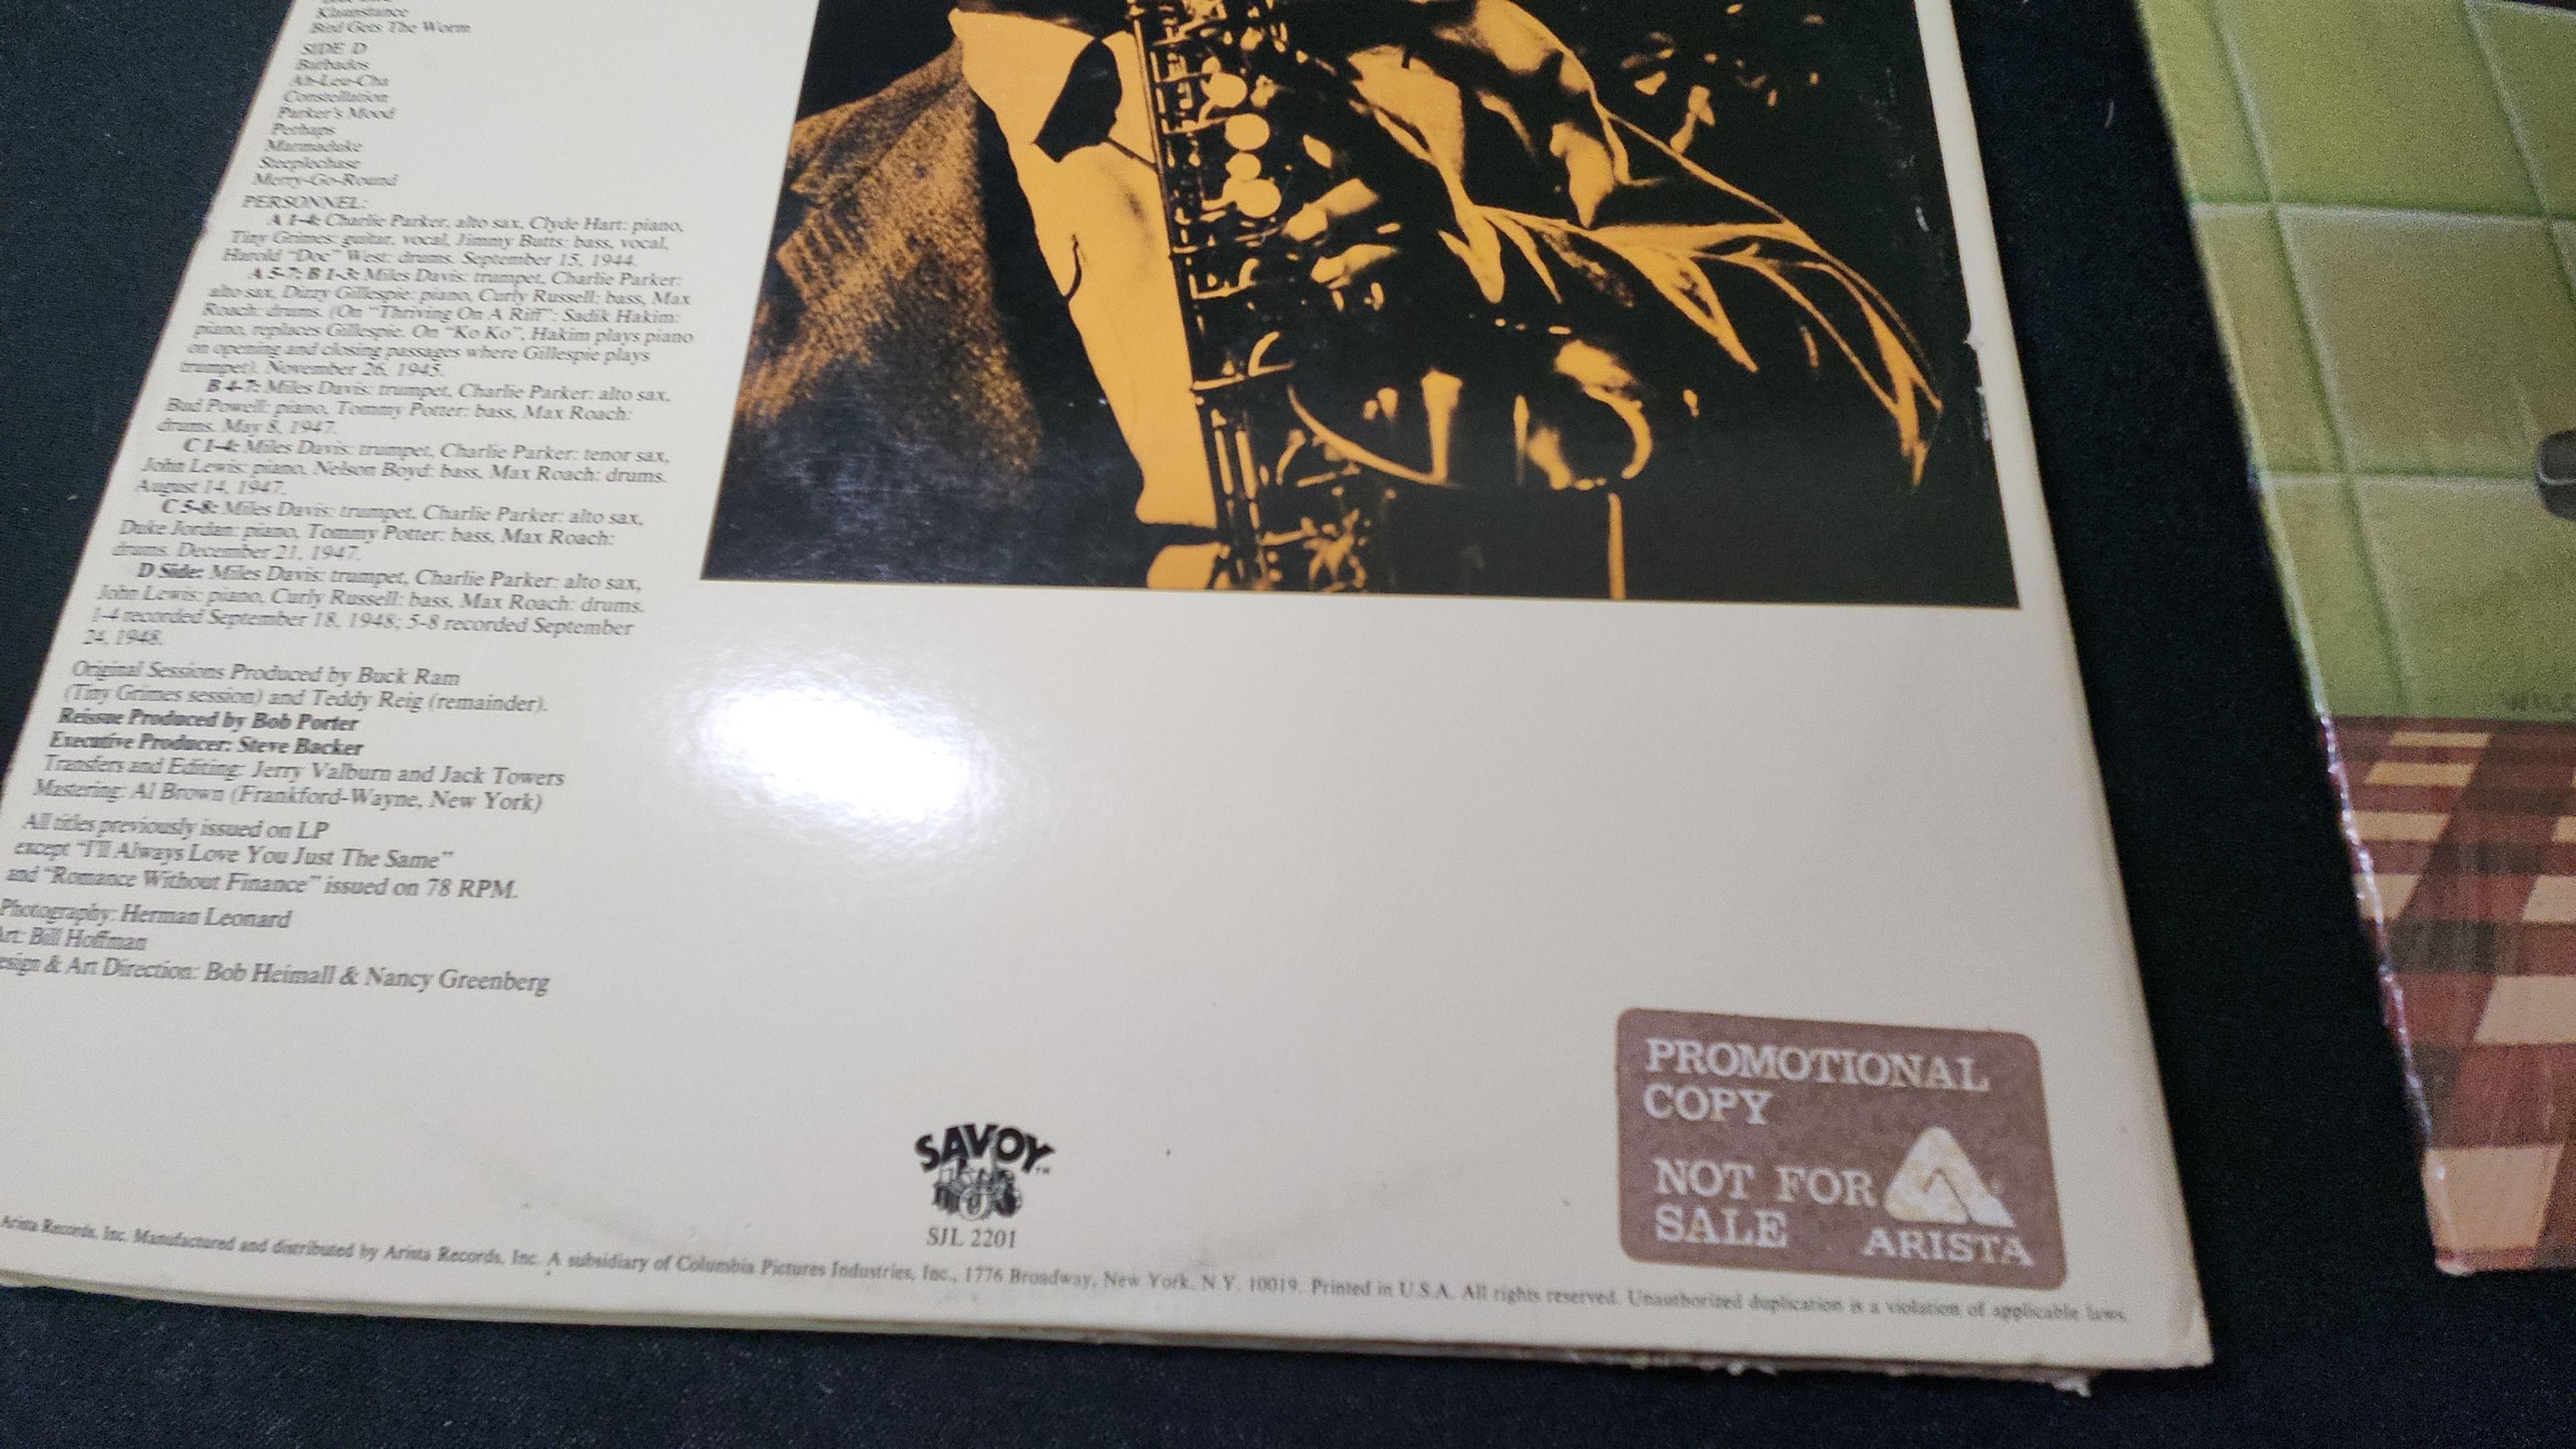 Klaunstance
Bird Gets The Worm
SIDE D
Barbados
Ah-Leu-Cha
Constellation
Parker's Mood
Perhaps
Marmaduke
Steeplechase
Merry-Go-Round
PERSONNEL:
A 1-4: Charlie Parker, alto sax, Clyde Hart: piano,
Tiny Grimes: guitar, vocal, Jimmy Butts: bass, vocal,
Harold "Doc" West: drums. September 15, 1944.
A 5-7; B 1-3: Miles Davis: trumpet, Charlie Parker:
alto sax, Dizzy Gillespie: piano, Curly Russell: bass, Max
Roach: drums. (On "Thriving On A Riff": Sadik Hakim:
piano, replaces Gillespie. On "Ko Ko", Hakim plays piano
on opening and closing passages where Gillespie plays
trumpet). November 26, 1945.
B 4-7: Miles Davis: trumpet, Charlie Parker: alto sax,
Bud Powell: piano, Tommy Potter: bass, Max Roach:
drums. May 8, 1947.
C 1-4: Miles Davis: trumpet, Charlie Parker: tenor sax,
John Lewis: piano, Nelson Boyd: bass, Max Roach: drums.
August 14, 1947.
C 5-8: Miles Davis: trumpet, Charlie Parker: alto sax,
Duke Jordan: piano, Tommy Potter: bass, Max Roach:
drums. December 21, 1947.
D Side: Miles Davis: trumpet, Charlie Parker: alto sax,
John Lewis: piano, Curly Russell: bass, Max Roach: drums.
1-4 recorded September 18, 1948; 5-8 recorded September
24, 1948.
Original Sessions Produced by Buck Ram
(Tiny Grimes session) and Teddy Reig (remainder).
Reissue Produced by Bob Porter
Executive Producer: Steve Backer
Transfers and Editing: Jerry Valburn and Jack Towers
Mastering: Al Brown (Frankford-Wayne, New York)
All titles previously issued on LP
except "I'll Always Love You Just The Same"
and "Romance Without Finance" issued on 78 RPM.
Photography: Herman Leonard
Art: Bill Hoffman
esign & Art Direction: Bob Heimall & Nancy Greenberg
PROMOTIONAL
COPY
NOT FOR
SALE ARISTA
SAVOY TM
SJL 2201
Arista Records, Inc. Manufactured and distributed by Arista Records, Inc. A subsidiary of Columbia Pictures Industries, Inc., 1776 Broadway, New York, N.Y. 10019. Printed in U.S.A. All rights reserved. Unauthorized duplication is a violation of applicable laws.